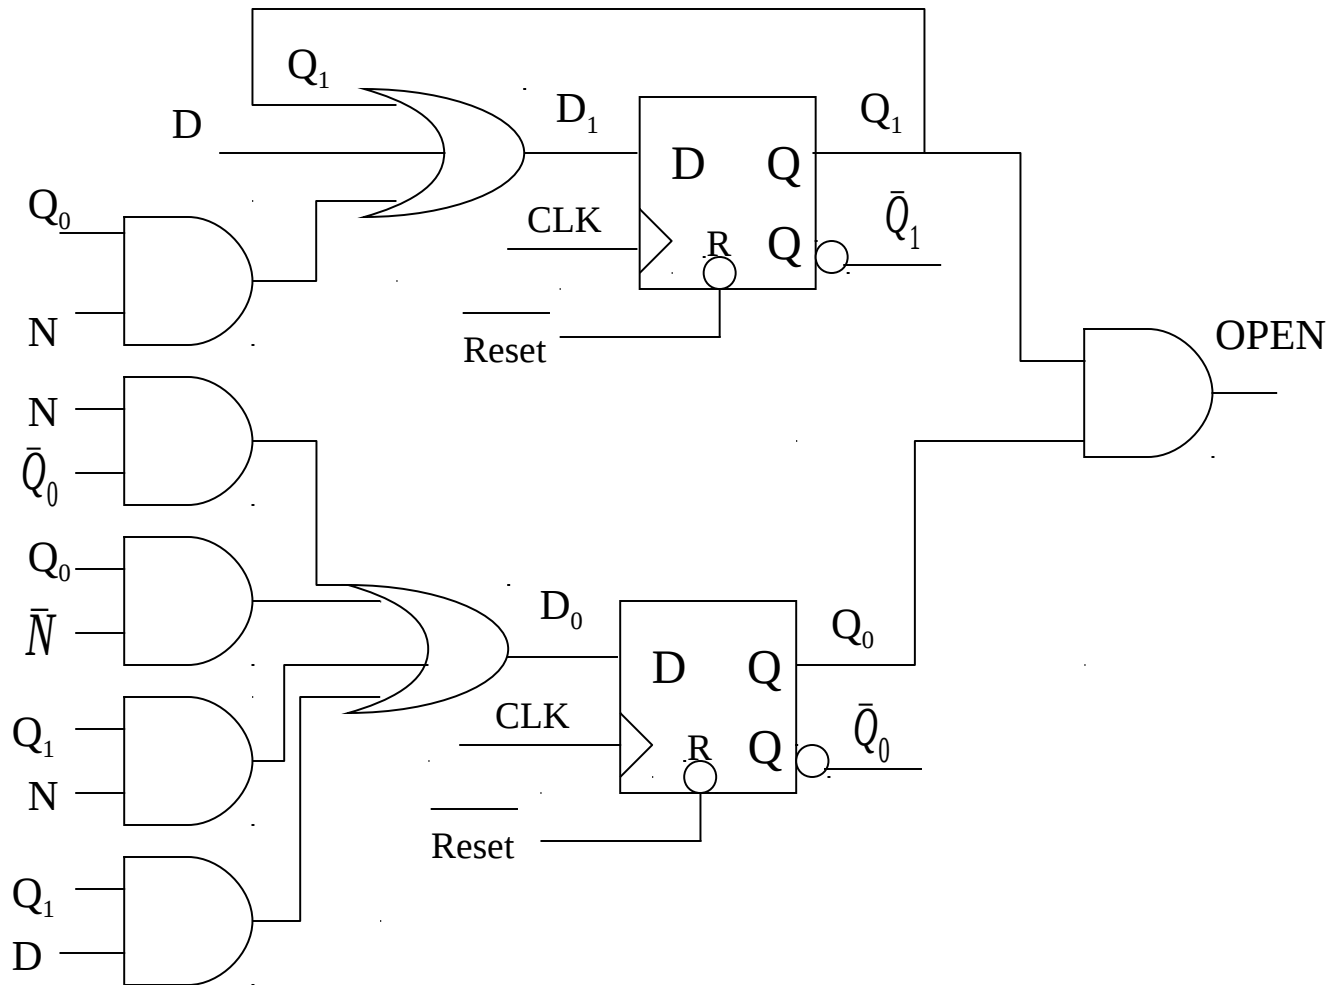 Q₁
D₁
Q₁
D
D Q
Q₀
Q̄₁
CLK
R
Q
N
OPEN
Reset
N
Q̄₀
Q₀
D₀
Q₀
N̄
D Q
CLK
Q̄₀
Q₁
R
Q
N
Reset
Q₁
D